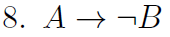 8. A → ¬B